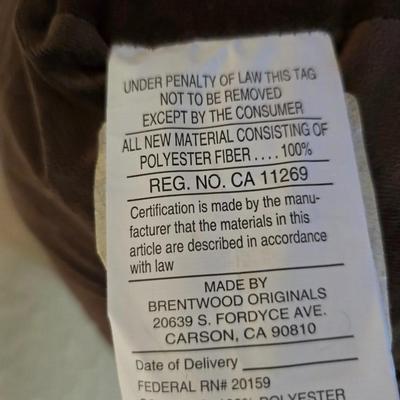 UNDER PENALTY OF LAW THIS TAG
NOT TO BE REMOVED
EXCEPT BY THE CONSUMER
ALL NEW MATERIAL CONSISTING OF
POLYESTER FIBER .... 100%
REG. NO. CA 11269
Certification is made by the manu-
facturer that the materials in this
article are described in accordance
with law
MADE BY
BRENTWOOD ORIGINALS
20639 S. FORDYCE AVE.
CARSON, CA 90810
Date of Delivery
FEDERAL RN# 20159
100% POLYESTER